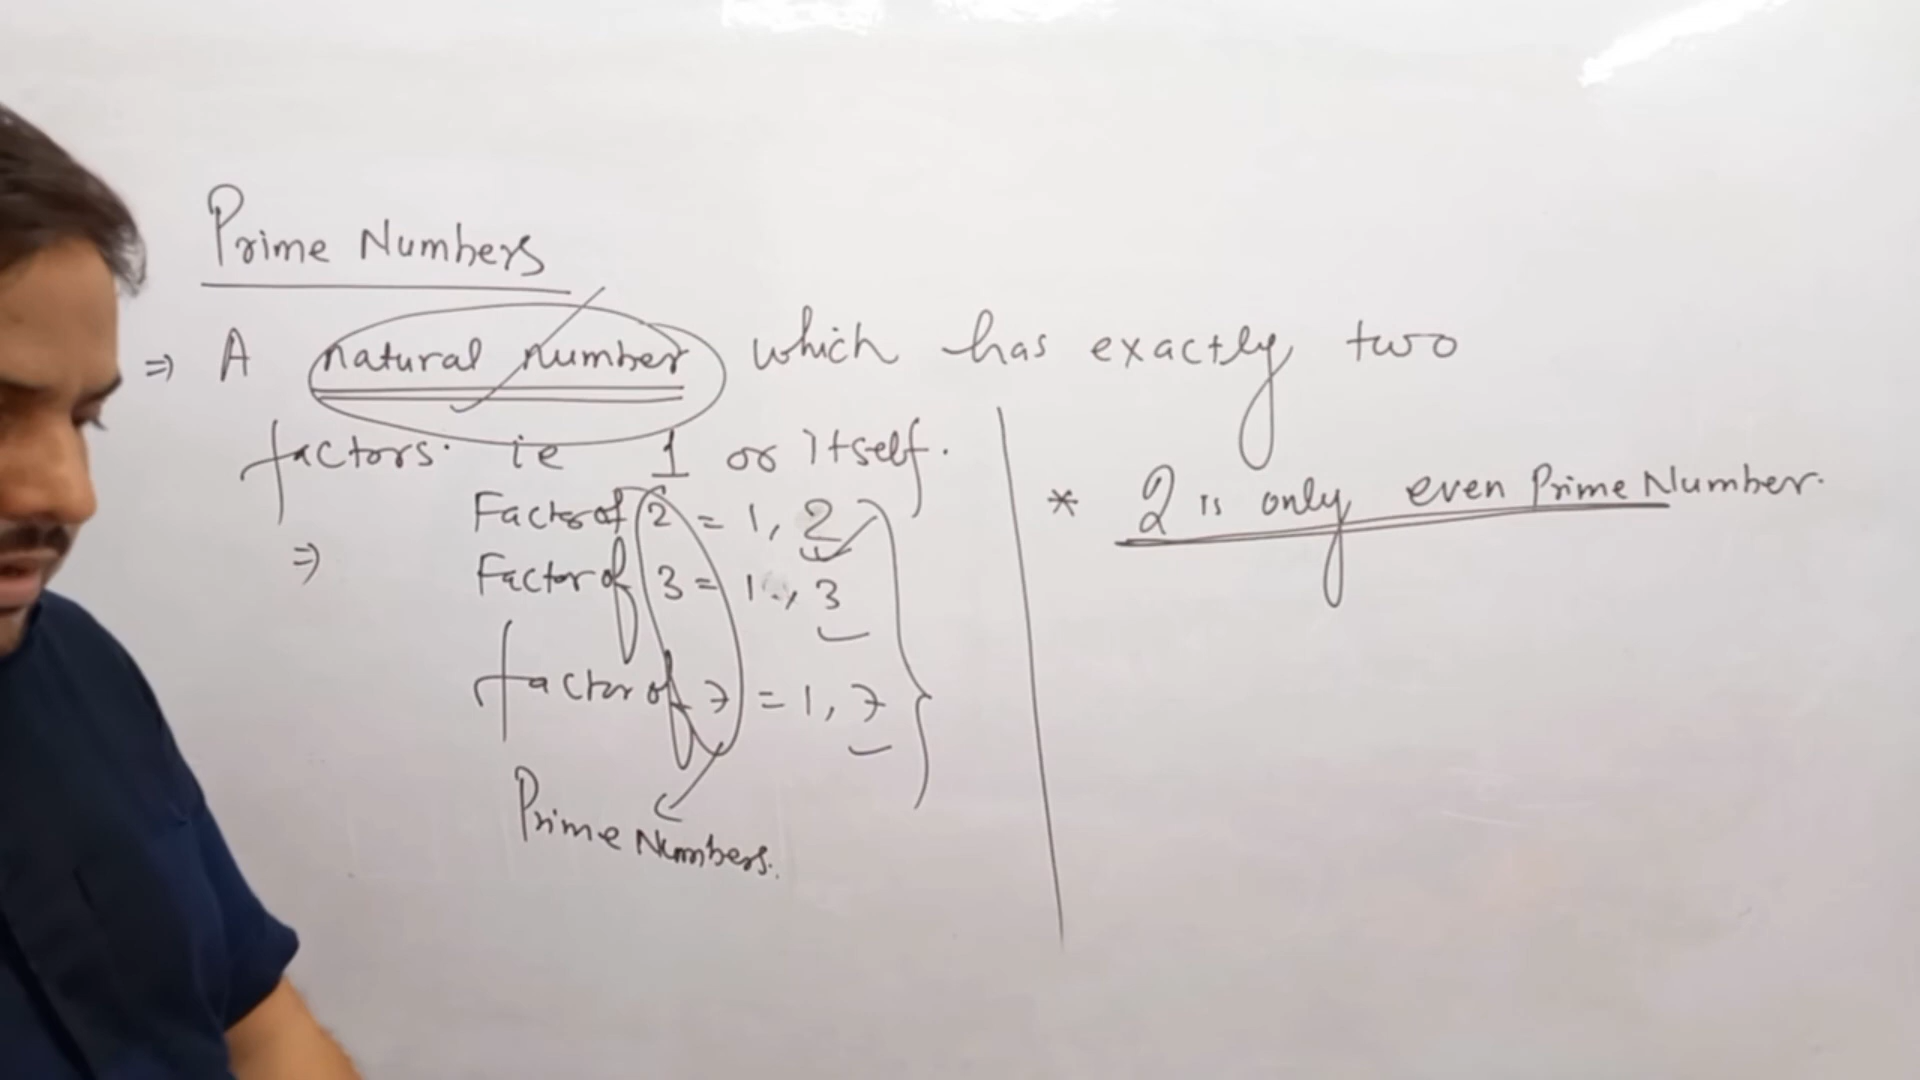 Prime Numbers
⇒ A natural number which has exactly two
factors. ie 1 or itself.
Factor of 2 = 1, 2
⇒ Factor of 3 = 1, 3
factor of 7 = 1, 7
Prime Numbers.
* 2 is only even Prime Number.